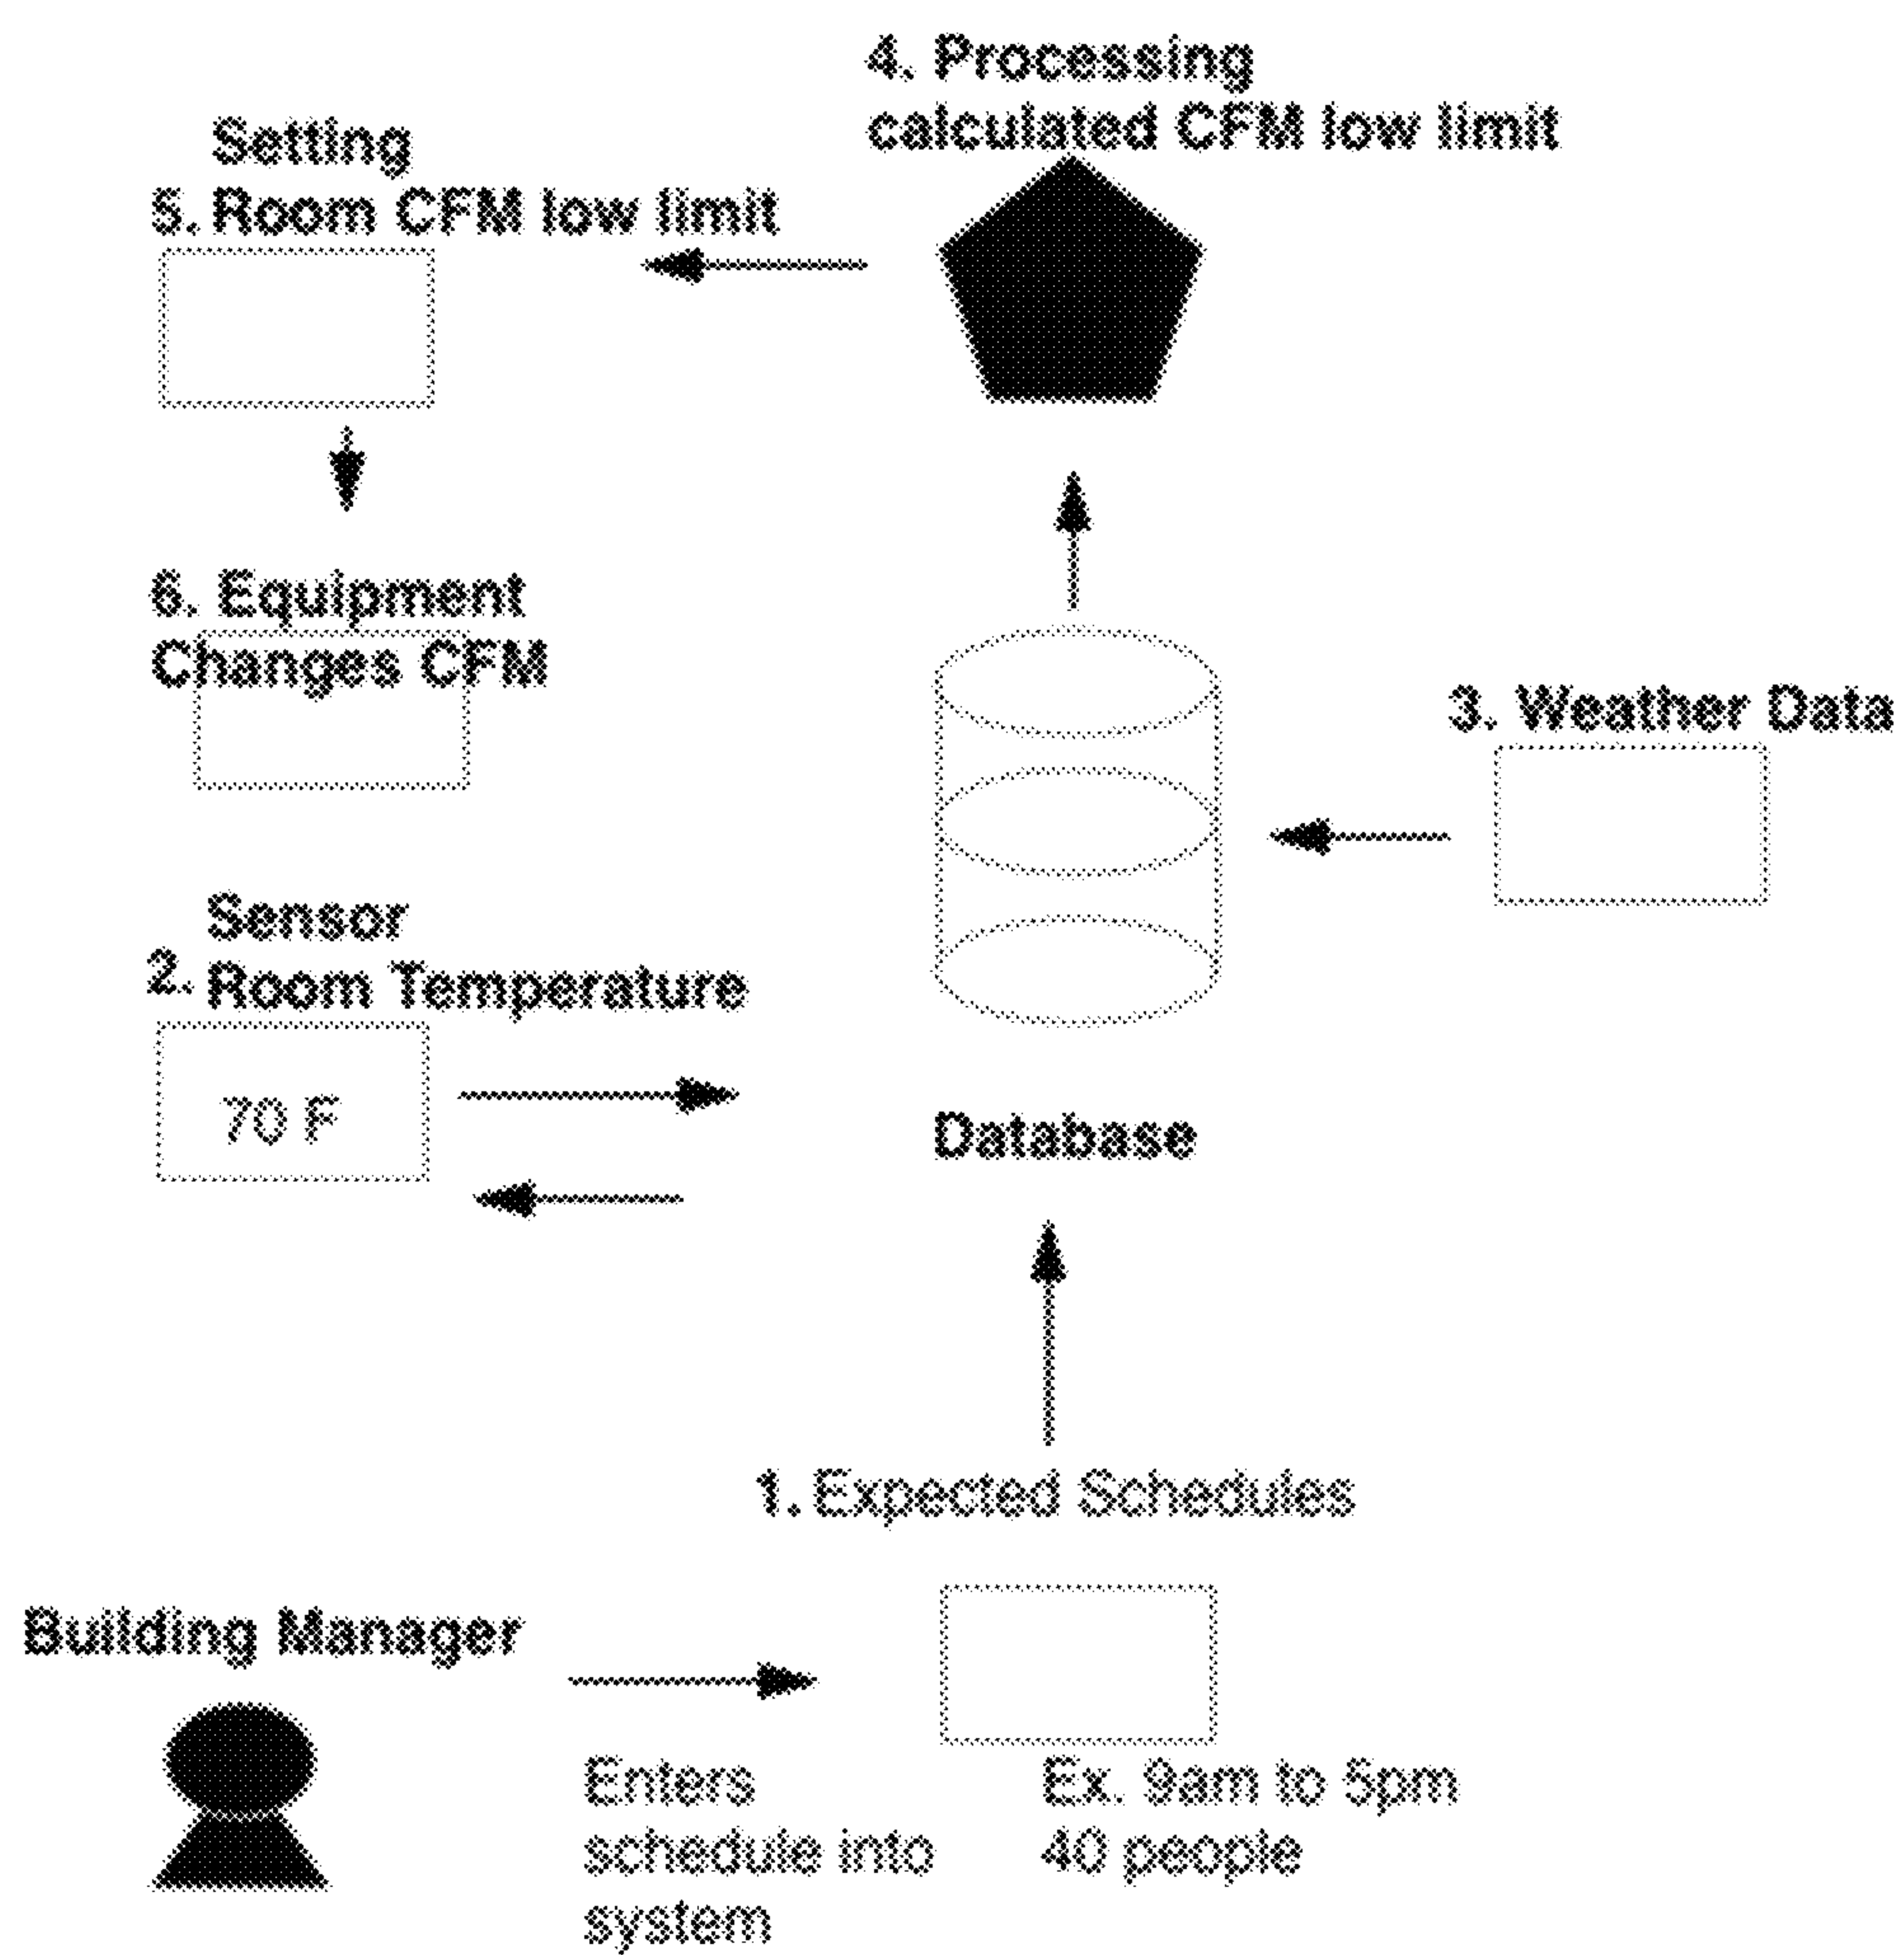 4. Processing
calculated CFM low limit
Setting
5. Room CFM low limit
6. Equipment
Changes CFM
3. Weather Data
Sensor
2. Room Temperature
70 F
Database
1. Expected Schedules
Building Manager
Enters
schedule into
system
Ex. 9am to 5pm
40 people